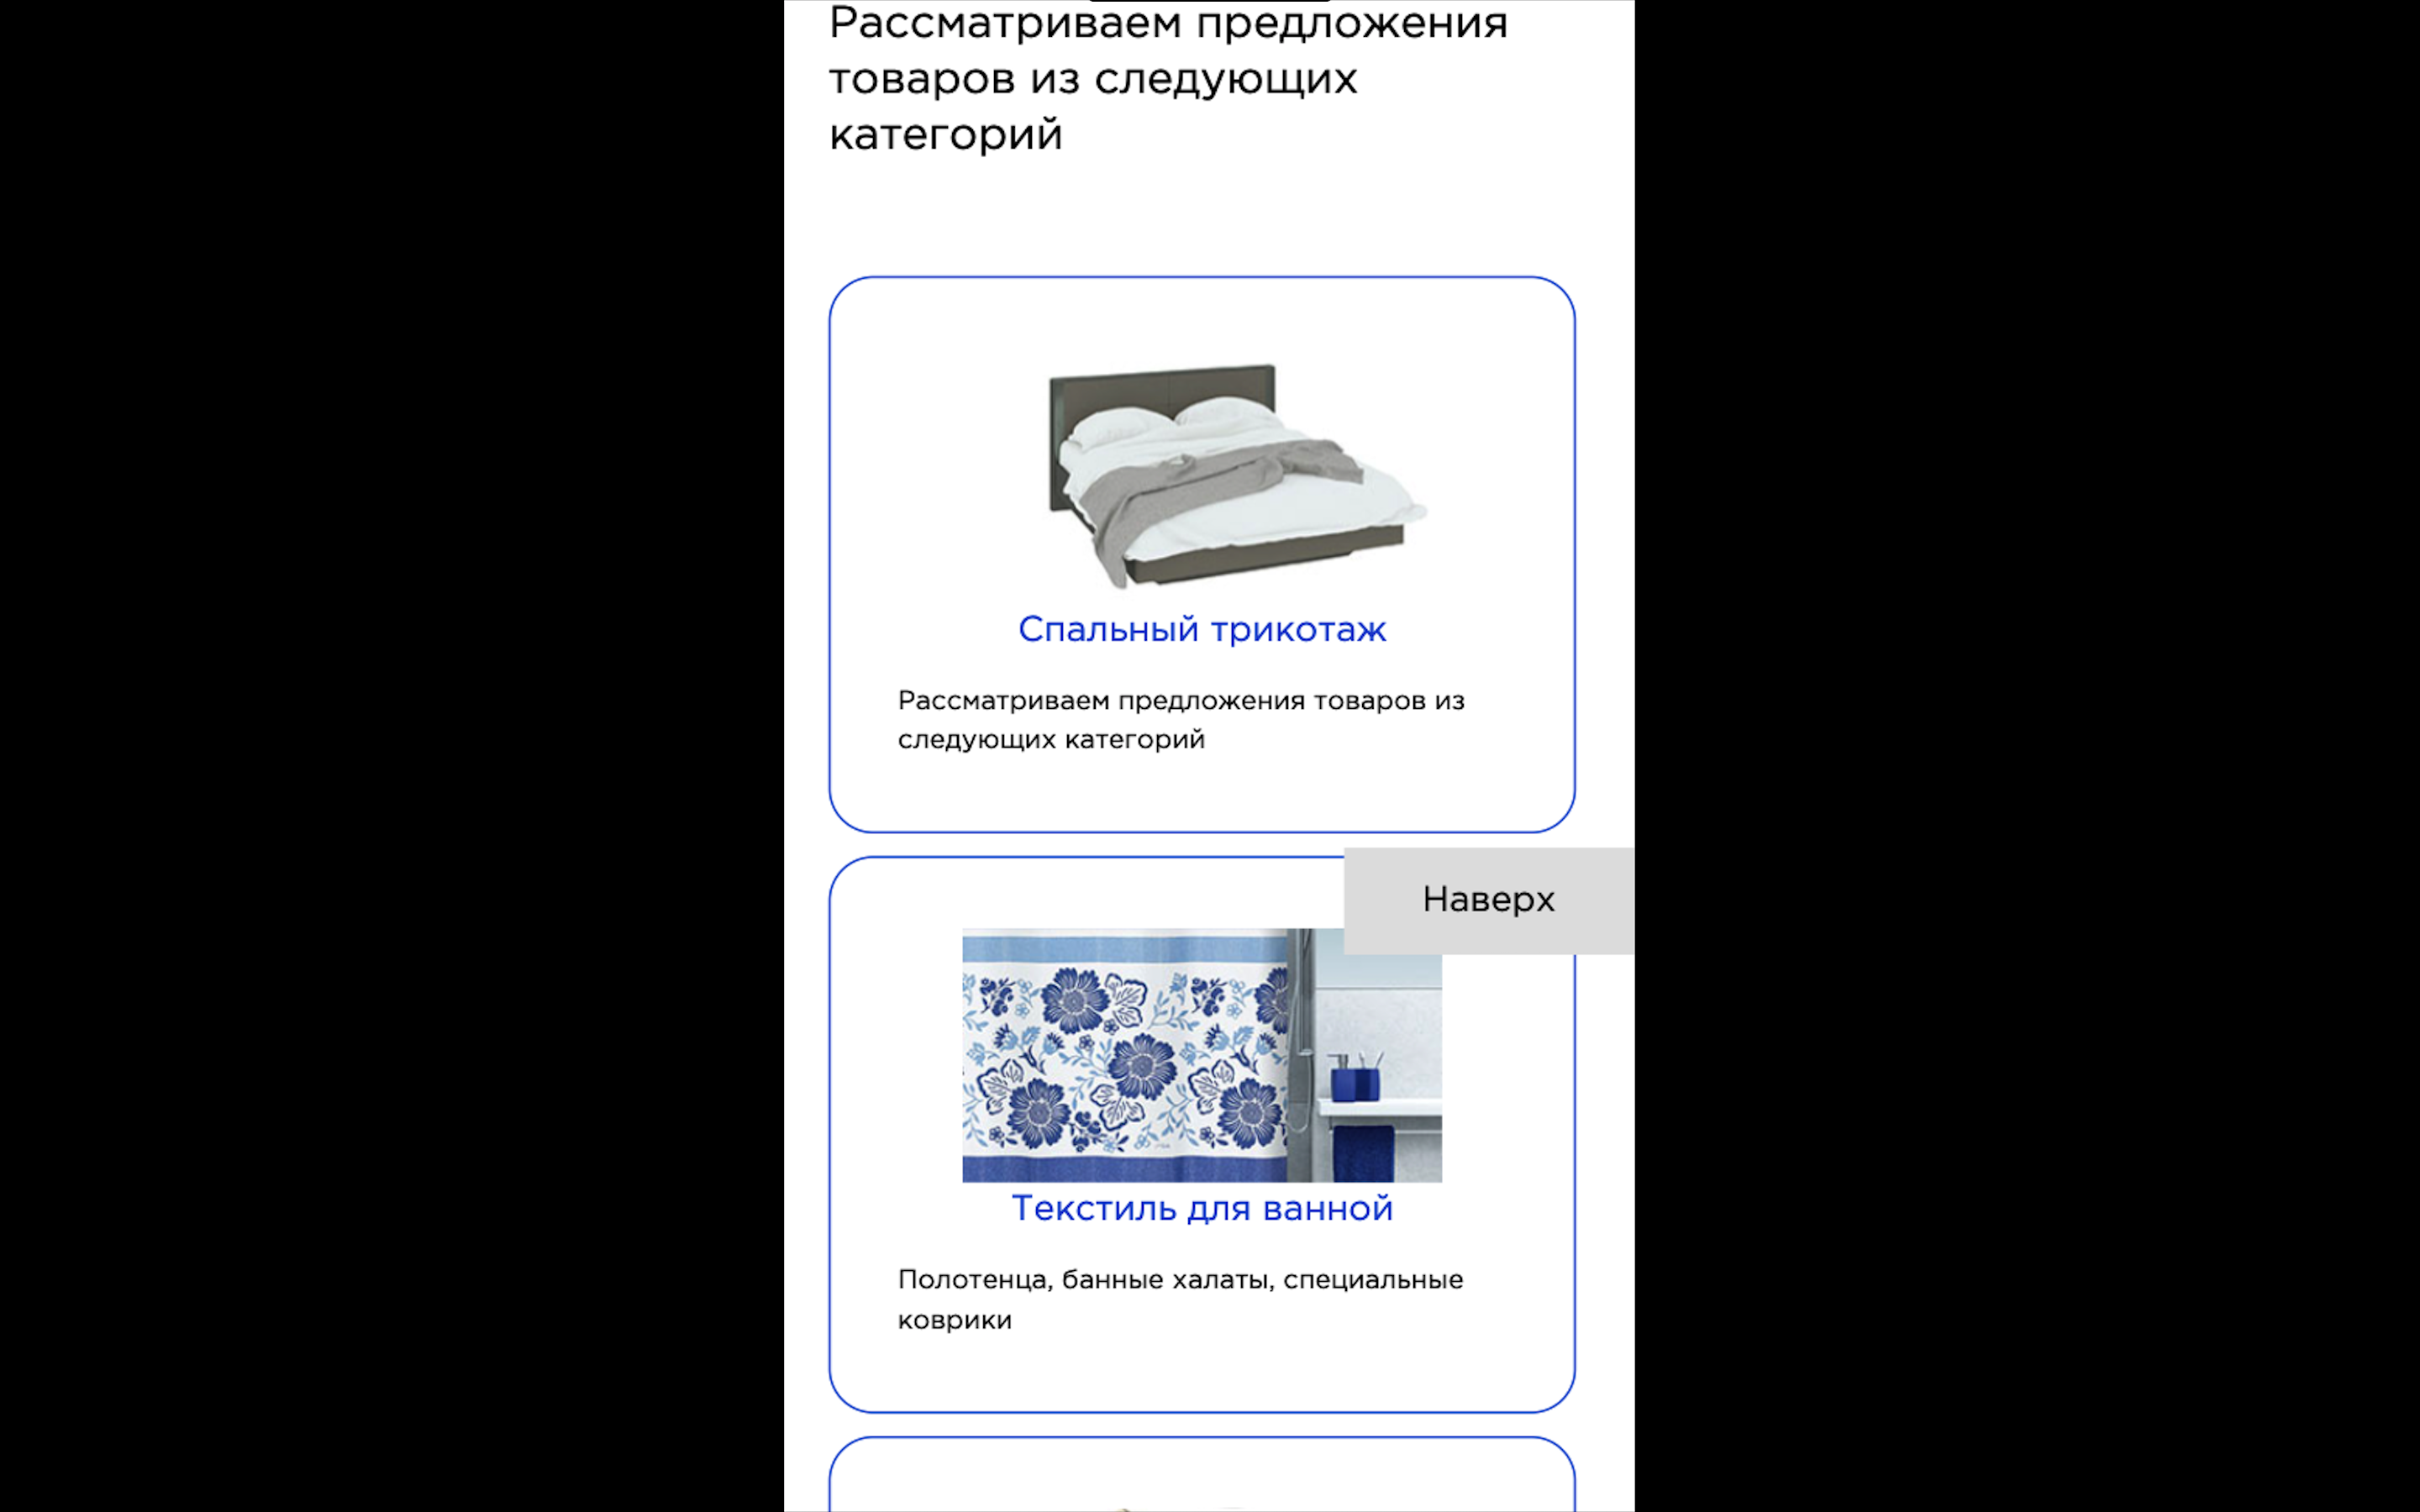 Рассматриваем предложения
товаров из следующих
категорий
Спальный трикотаж
Рассматриваем предложения товаров из
следующих категорий
Наверх
Текстиль для ванной
Полотенца, банные халаты, специальные
коврики